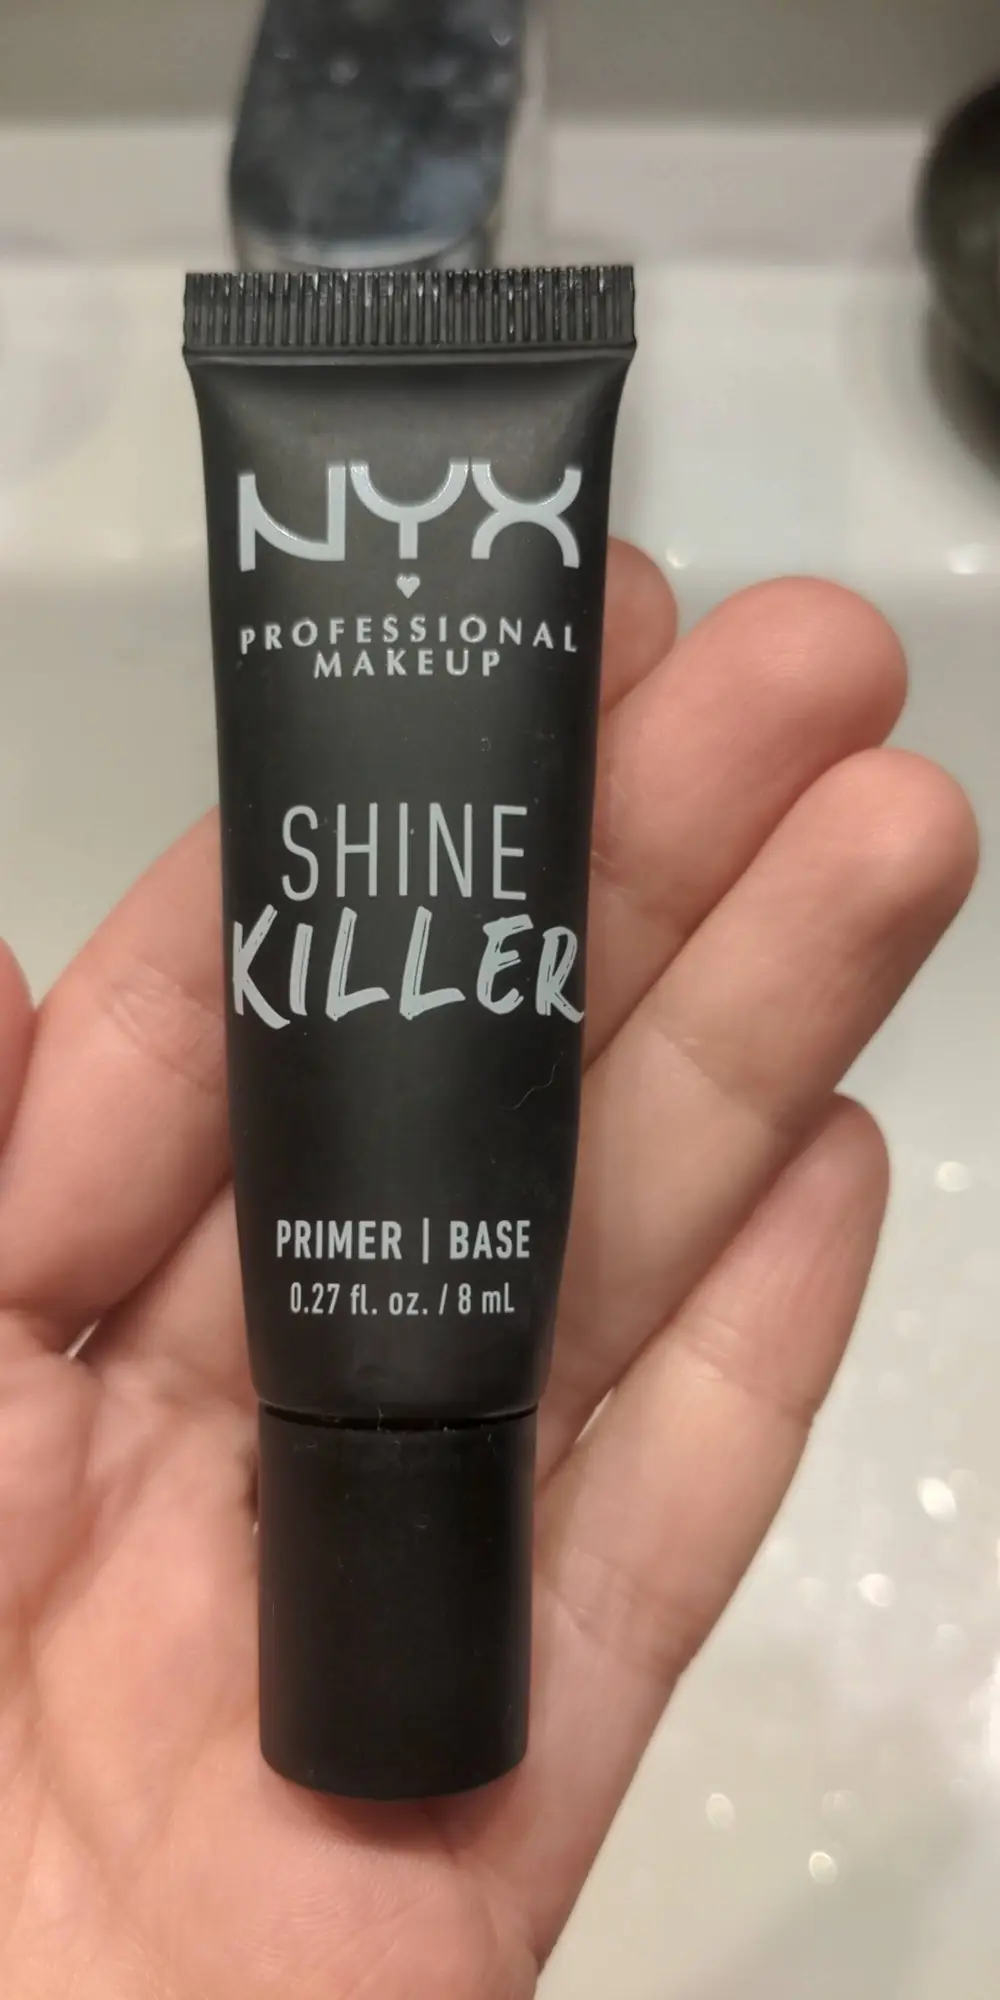 NYX
PROFESSIONAL
MAKEUP
SHINE
KILLER
PRIMER | BASE
0.27 fl. oz. / 8 mL